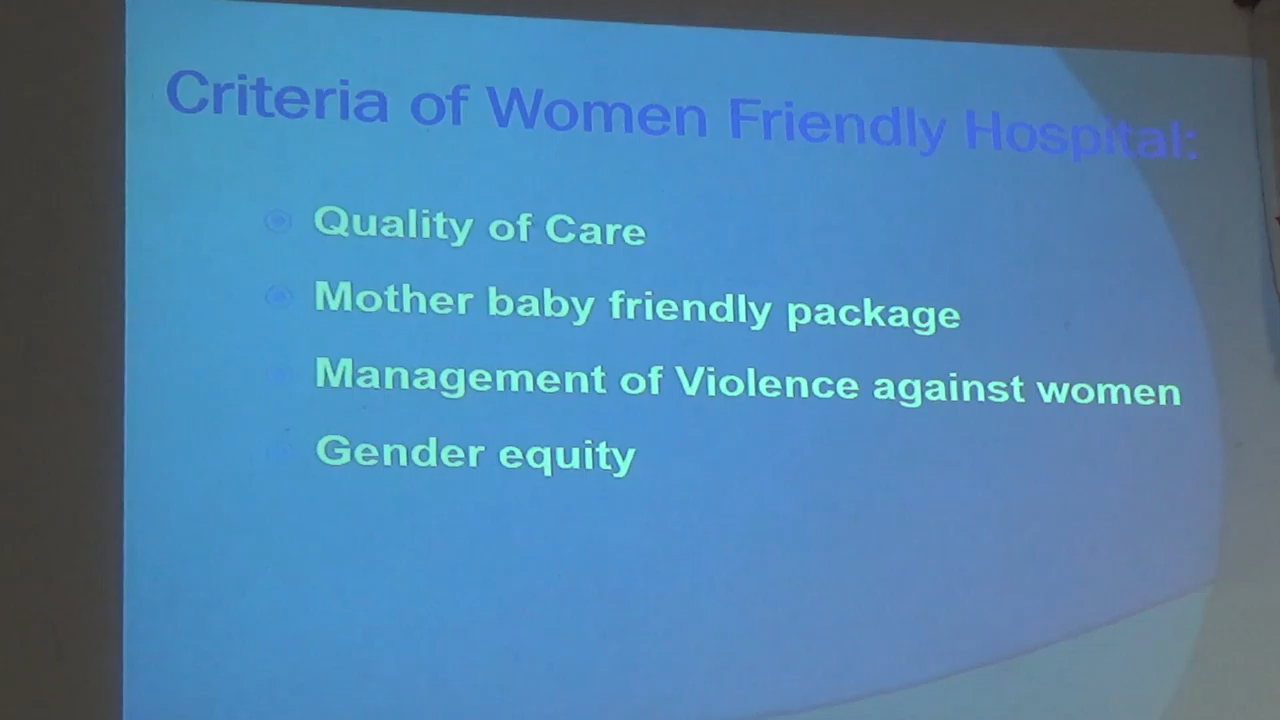 Criteria of Women Friendly Hospital:
Quality of Care
Mother baby friendly package
Management of Violence against women
Gender equity